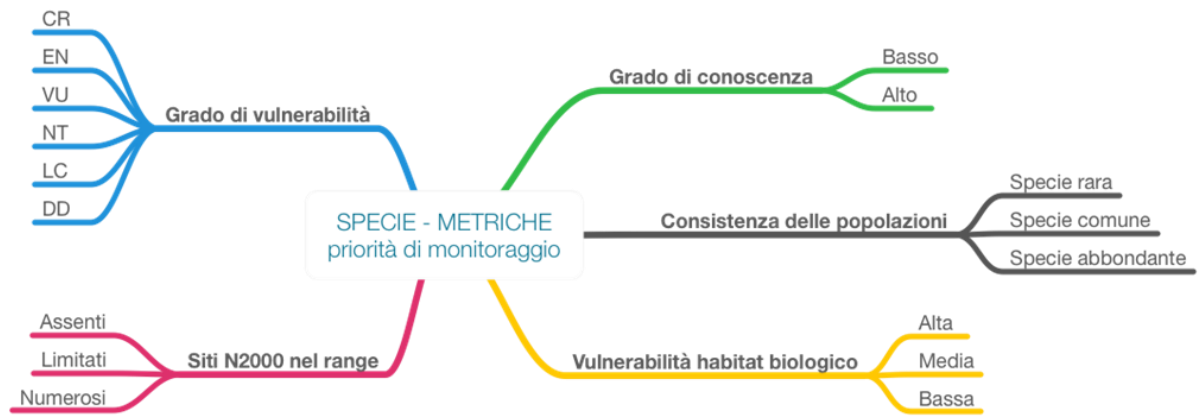 SPECIE - METRICHE
priorità di monitoraggio
Grado di vulnerabilità
CR
EN
VU
NT
LC
DD
Siti N2000 nel range
Assenti
Limitati
Numerosi
Grado di conoscenza
Basso
Alto
Consistenza delle popolazioni
Specie rara
Specie comune
Specie abbondante
Vulnerabilità habitat biologico
Alta
Media
Bassa